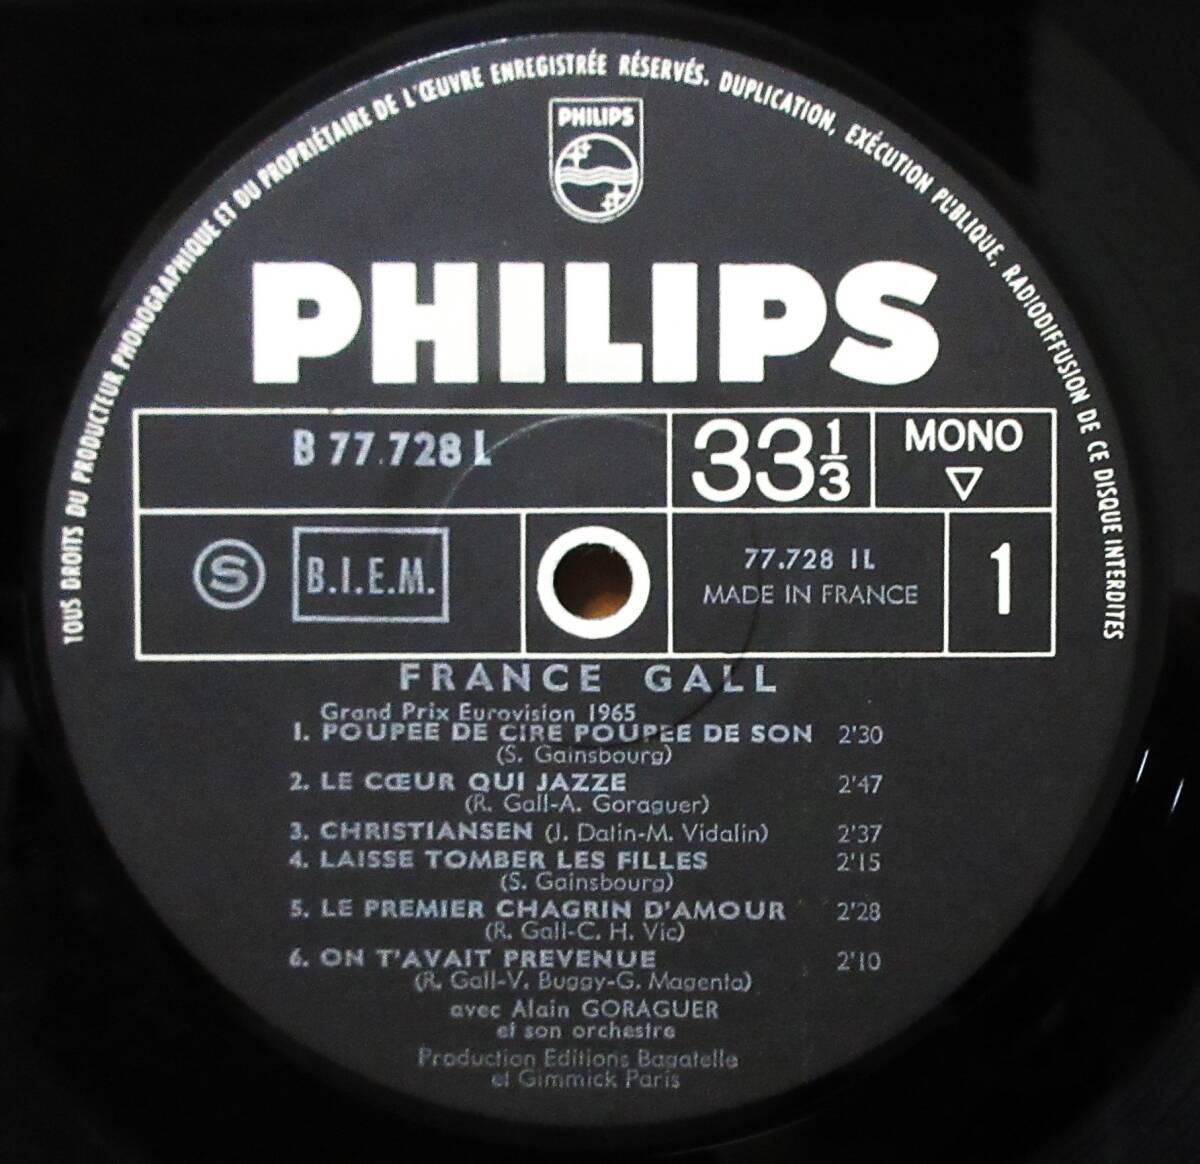 TOUS DROITS DU PRODUCTEUR PHONOGRAPHIQUE ET DU PROPRIÉTAIRE DE L'ŒUVRE ENREGISTRÉE RÉSERVÉS. DUPLICATION, EXÉCUTION PUBLIQUE, RADIODIFFUSION DE CE DISQUE INTERDITES
PHILIPS
PHILIPS
B 77.728 L
33 1/3
MONO
▽
S
B.I.E.M.
77.728 1L
MADE IN FRANCE
1
FRANCE GALL
Grand Prix Eurovision 1965
1. POUPEE DE CIRE POUPEE DE SON 2'30
(S. Gainsbourg)
2. LE CŒUR QUI JAZZE 2'47
(R. Gall-A. Goraguer)
3. CHRISTIANSEN (J. Datin-M. Vidalin) 2'37
4. LAISSE TOMBER LES FILLES 2'15
(S. Gainsbourg)
5. LE PREMIER CHAGRIN D'AMOUR 2'28
(R. Gall-C. H. Vic)
6. ON T'AVAIT PREVENUE 2'10
(R. Gall-V. Buggy-G. Magenta)
avec Alain GORAGUER
et son orchestre
Production Editions Bagatelle
et Gimmick Paris